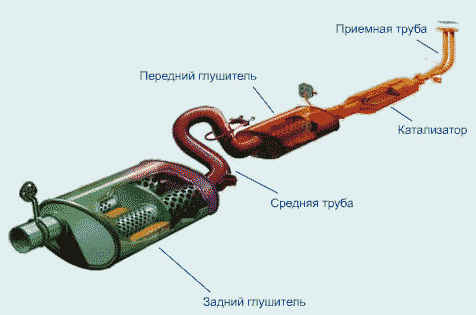 Приемная труба
Передний глушитель
Катализатор
Средняя труба
Задний глушитель